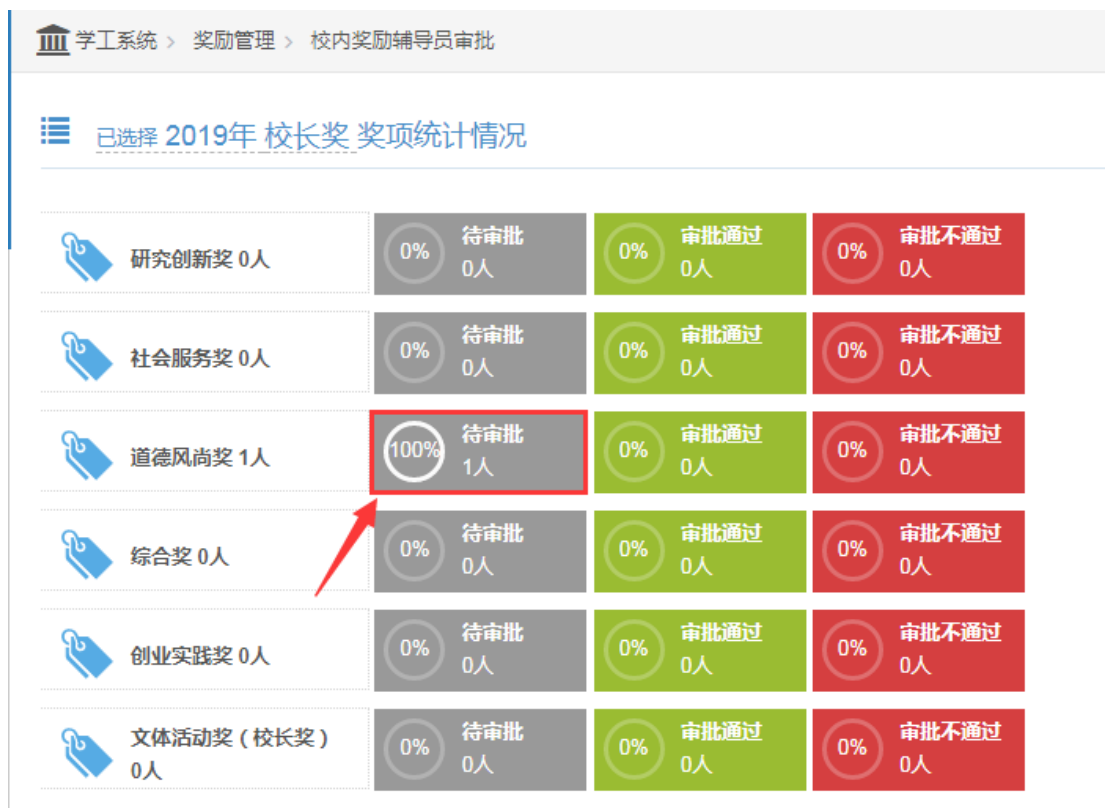 学工系统 > 奖励管理 > 校内奖励辅导员审批
已选择 2019年 校长奖 奖项统计情况
研究创新奖 0人
0%
待审批
0人
0%
审批通过
0人
0%
审批不通过
0人
社会服务奖 0人
0%
待审批
0人
0%
审批通过
0人
0%
审批不通过
0人
道德风尚奖 1人
100%
待审批
1人
0%
审批通过
0人
0%
审批不通过
0人
综合奖 0人
0%
待审批
0人
0%
审批通过
0人
0%
审批不通过
0人
创业实践奖 0人
0%
待审批
0人
0%
审批通过
0人
0%
审批不通过
0人
文体活动奖（校长奖）
0人
0%
待审批
0人
0%
审批通过
0人
0%
审批不通过
0人